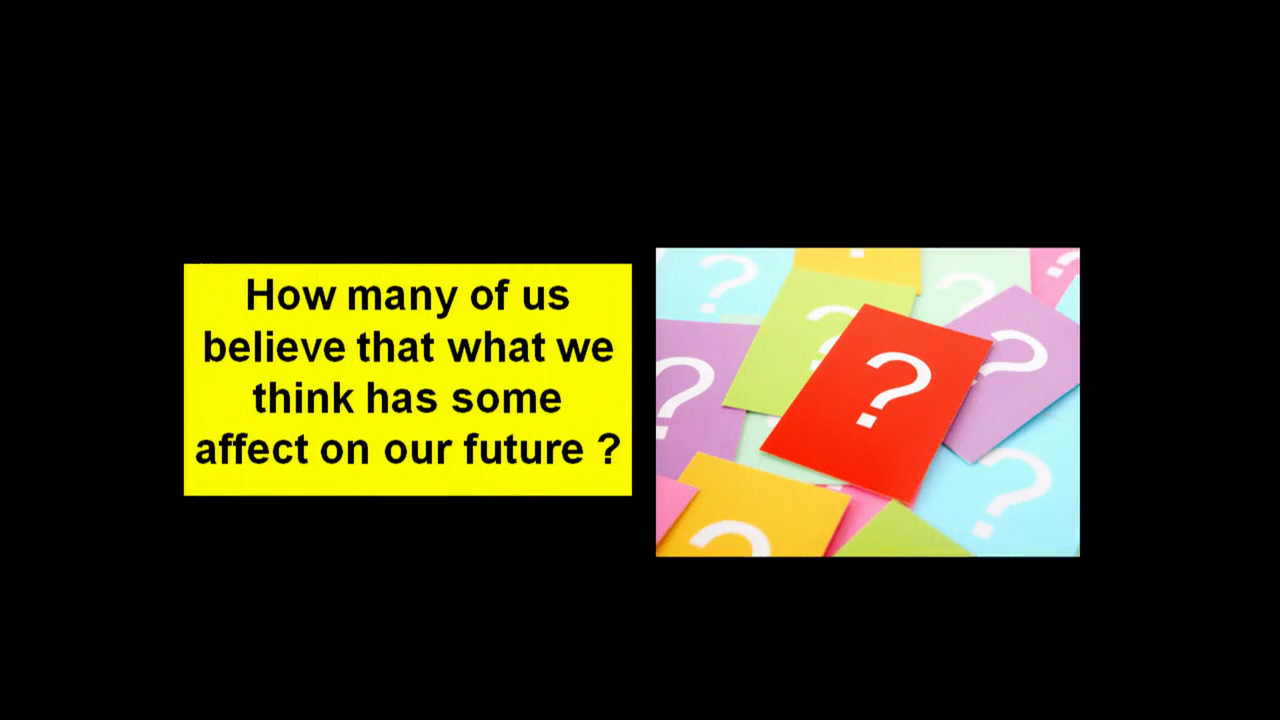 How many of us
believe that what we
think has some
affect on our future ?
? ? ? ?
? ? ? ?
? ?